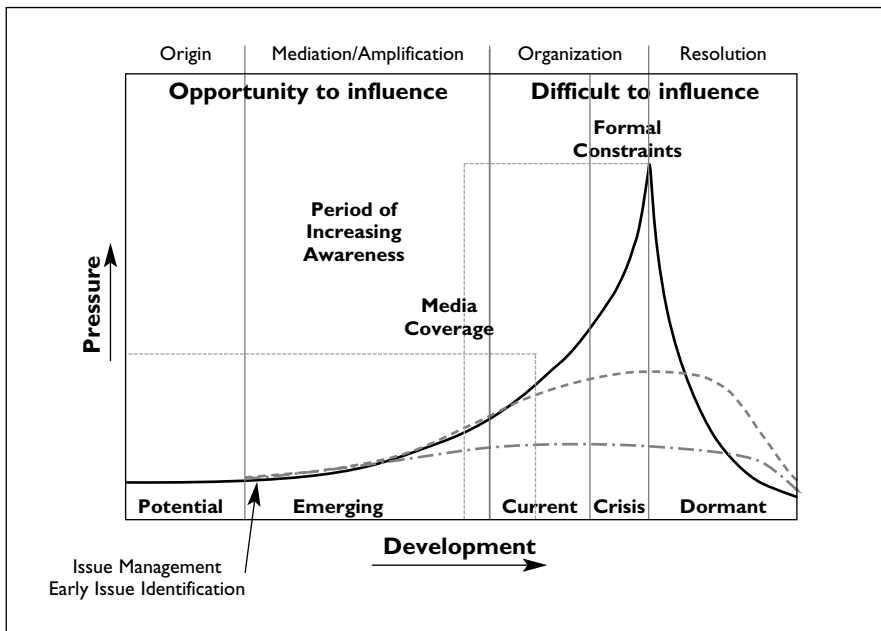 Origin Mediation/Amplification Organization Resolution
Opportunity to influence Difficult to influence
Formal
Constraints
Period of
Increasing
Awareness
Media
Coverage
Pressure
Potential Emerging Current Crisis Dormant
Development
Issue Management
Early Issue Identification